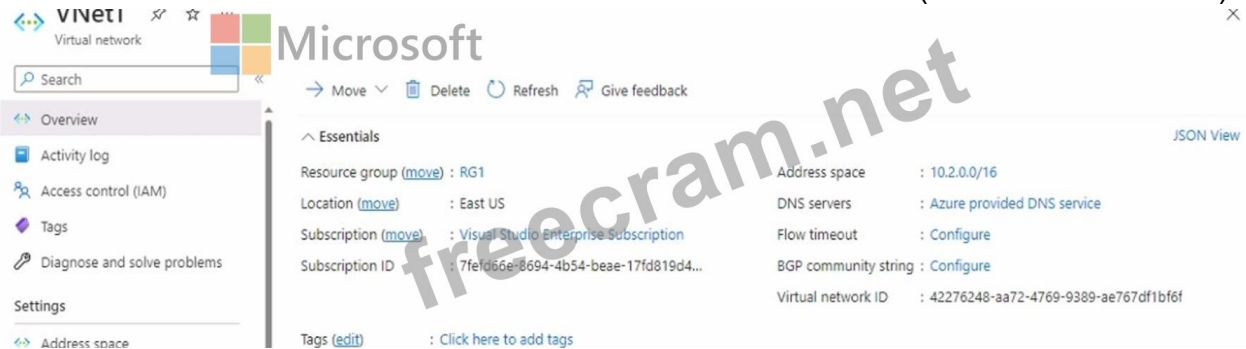 VNet1
Virtual network
Microsoft
Search
Move Delete Refresh Give feedback
Overview
Activity log
Access control (IAM)
Tags
Diagnose and solve problems
Settings
Address space
Essentials
JSON View
Resource group (move) : RG1
Location (move) : East US
Subscription (move) : Visual Studio Enterprise Subscription
Subscription ID : 7fefd66e-8694-4b54-beae-17fd819d4...
Address space : 10.2.0.0/16
DNS servers : Azure provided DNS service
Flow timeout : Configure
BGP community string : Configure
Virtual network ID : 42276248-aa72-4769-9389-ae767df1bf6f
Tags (edit) : Click here to add tags
freecram.net